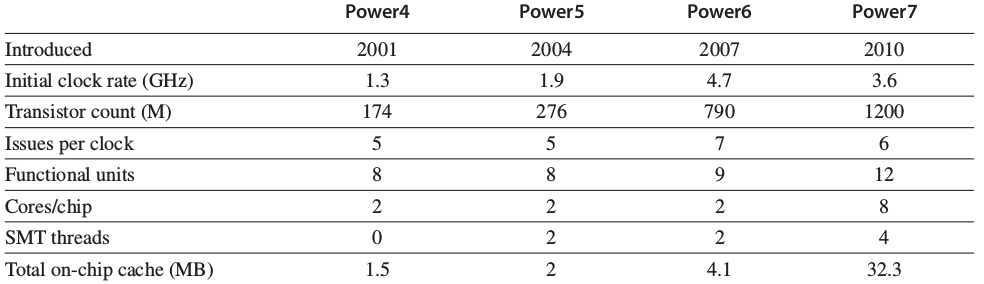 Power4 Power5 Power6 Power7
Introduced 2001 2004 2007 2010
Initial clock rate (GHz) 1.3 1.9 4.7 3.6
Transistor count (M) 174 276 790 1200
Issues per clock 5 5 7 6
Functional units 8 8 9 12
Cores/chip 2 2 2 8
SMT threads 0 2 2 4
Total on-chip cache (MB) 1.5 2 4.1 32.3